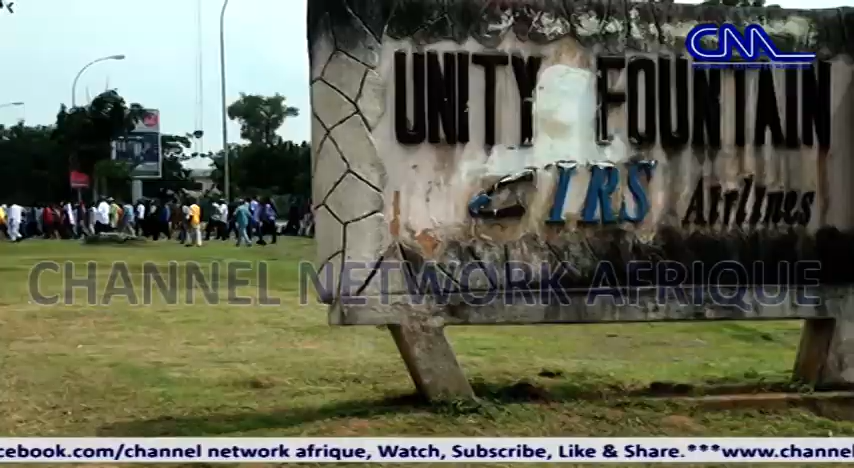 CNA
UNITY FOUNTAIN
IRS Airlines
CHANNEL NETWORK AFRIQUE
cebook.com/channel network afrique, Watch, Subscribe, Like & Share.***www.channel